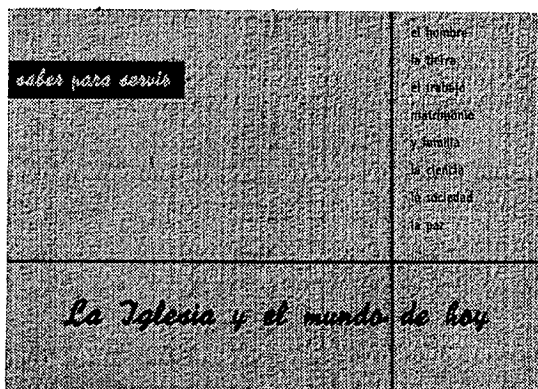 saber para servir
el hombre
la tierra
el trabajo
matrimonio
y familia
la ciencia
la sociedad
la paz
La Iglesia y el mundo de hoy